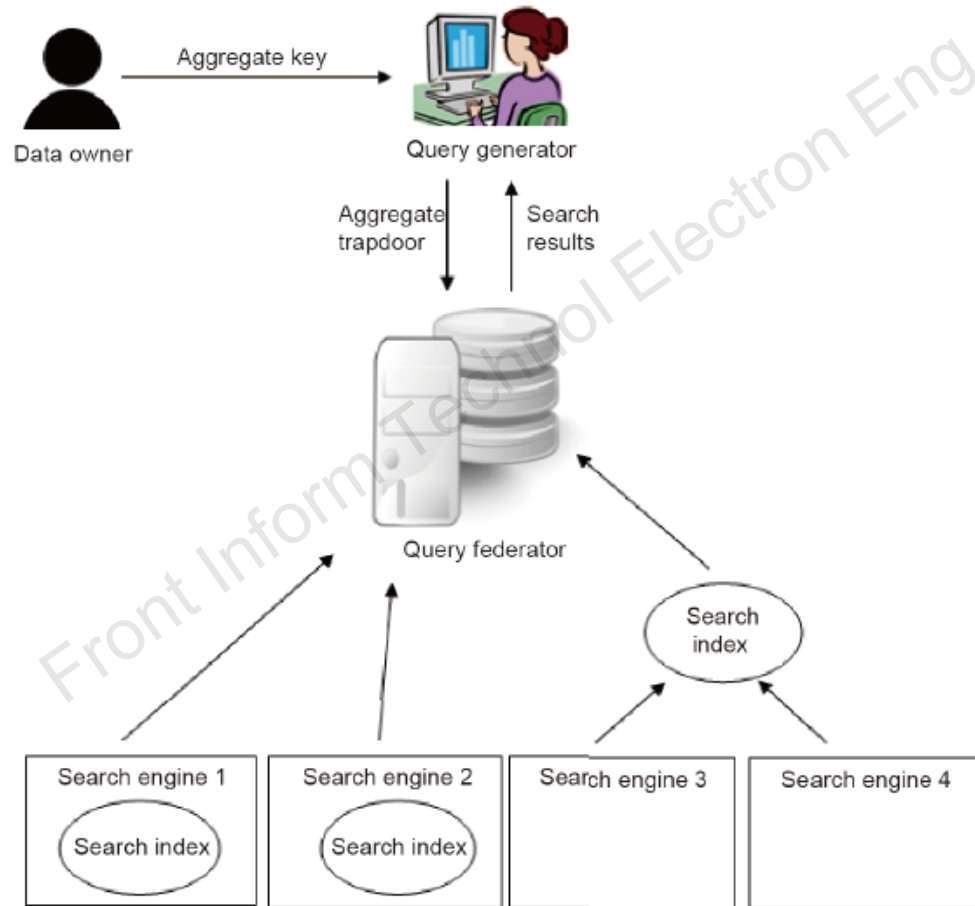 Aggregate key
Data owner
Query generator
Aggregate
trapdoor
Search
results
Query federator
Search
index
Search engine 1
Search index
Search engine 2
Search index
Search engine 3
Search engine 4
Front Inform Technol Electron Eng